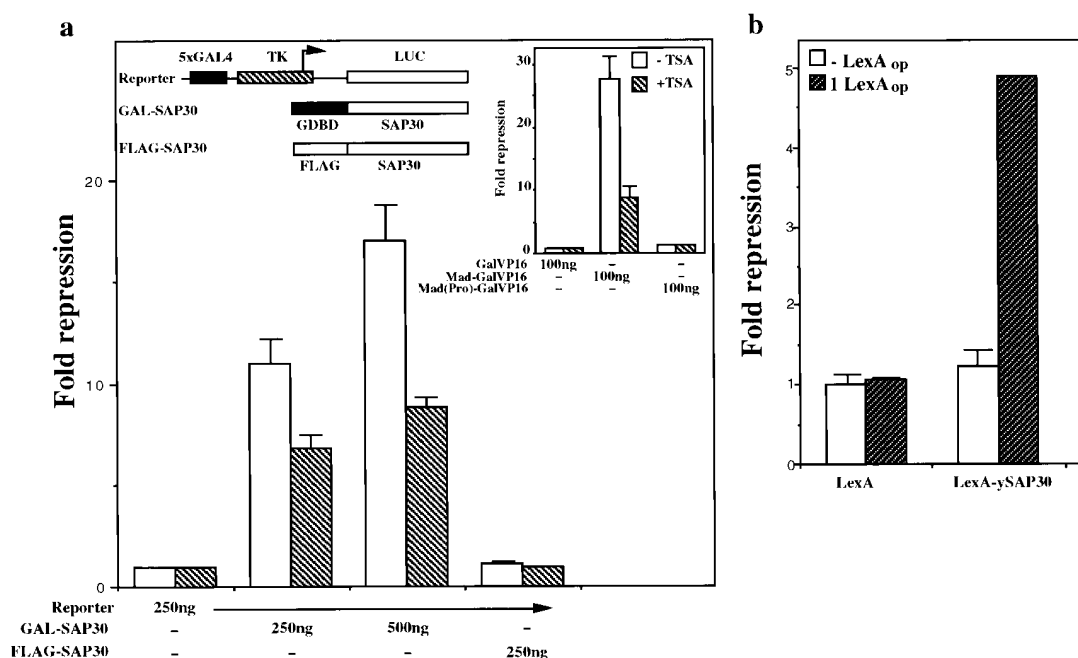 a
5xGAL4 TK LUC
Reporter
GAL-SAP30
GDBD SAP30
FLAG-SAP30
FLAG SAP30
Fold repression
20
10
0
Fold repression
30
20
10
0
- TSA
+TSA
GalVP16 100ng – –
Mad-GalVP16 – 100ng –
Mad(Pro)-GalVP16 – – 100ng
Reporter 250ng
GAL-SAP30 – 250ng 500ng –
FLAG-SAP30 – – – 250ng
b
Fold repression
5
4
3
2
1
0
- LexA op
1 LexA op
LexA LexA-ySAP30